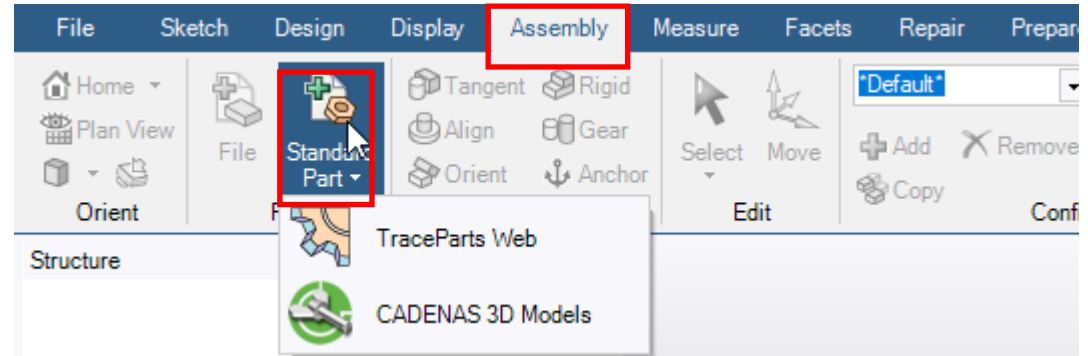 File Sketch Design Display Assembly Measure Facets Repair Prepare
Home Tangent Rigid *Default*
Plan View Align Gear Add Remove
File Standard Part Orient Anchor Select Move Copy
Orient Edit
Structure
TraceParts Web
CADENAS 3D Models